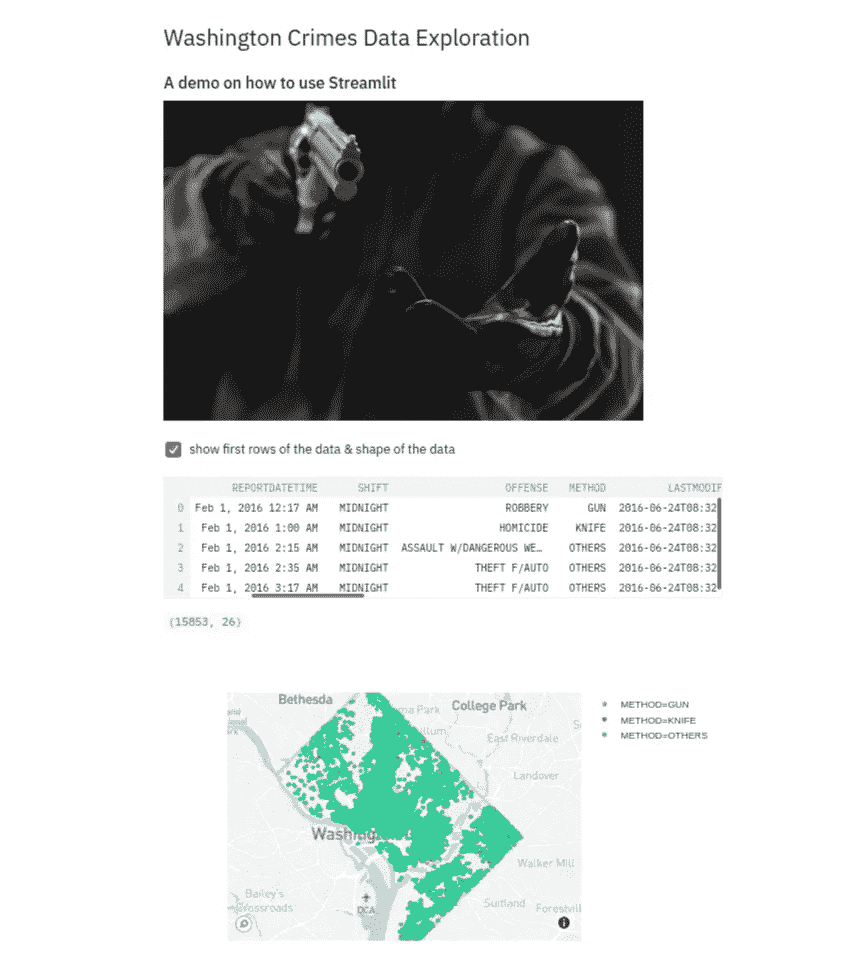 Washington Crimes Data Exploration
A demo on how to use Streamlit
show first rows of the data & shape of the data
REPORTDATETIME SHIFT OFFENSE METHOD LASTMODIF
0 Feb 1, 2016 12:17 AM MIDNIGHT ROBBERY GUN 2016-06-24T08:32
1 Feb 1, 2016 1:00 AM MIDNIGHT HOMICIDE KNIFE 2016-06-24T08:32
2 Feb 1, 2016 2:15 AM MIDNIGHT ASSAULT W/DANGEROUS WE… OTHERS 2016-06-24T08:32
3 Feb 1, 2016 2:35 AM MIDNIGHT THEFT F/AUTO OTHERS 2016-06-24T08:32
4 Feb 1, 2016 3:17 AM MIDNIGHT THEFT F/AUTO OTHERS 2016-06-24T08:32
(15853, 26)
Bethesda
College Park
ma Park
East Riverdale
Landover
Washing
Walker Mill
Bailey's
Crossroads
DCA
Suitland
Forestvill
METHOD=GUN
METHOD=KNIFE
METHOD=OTHERS